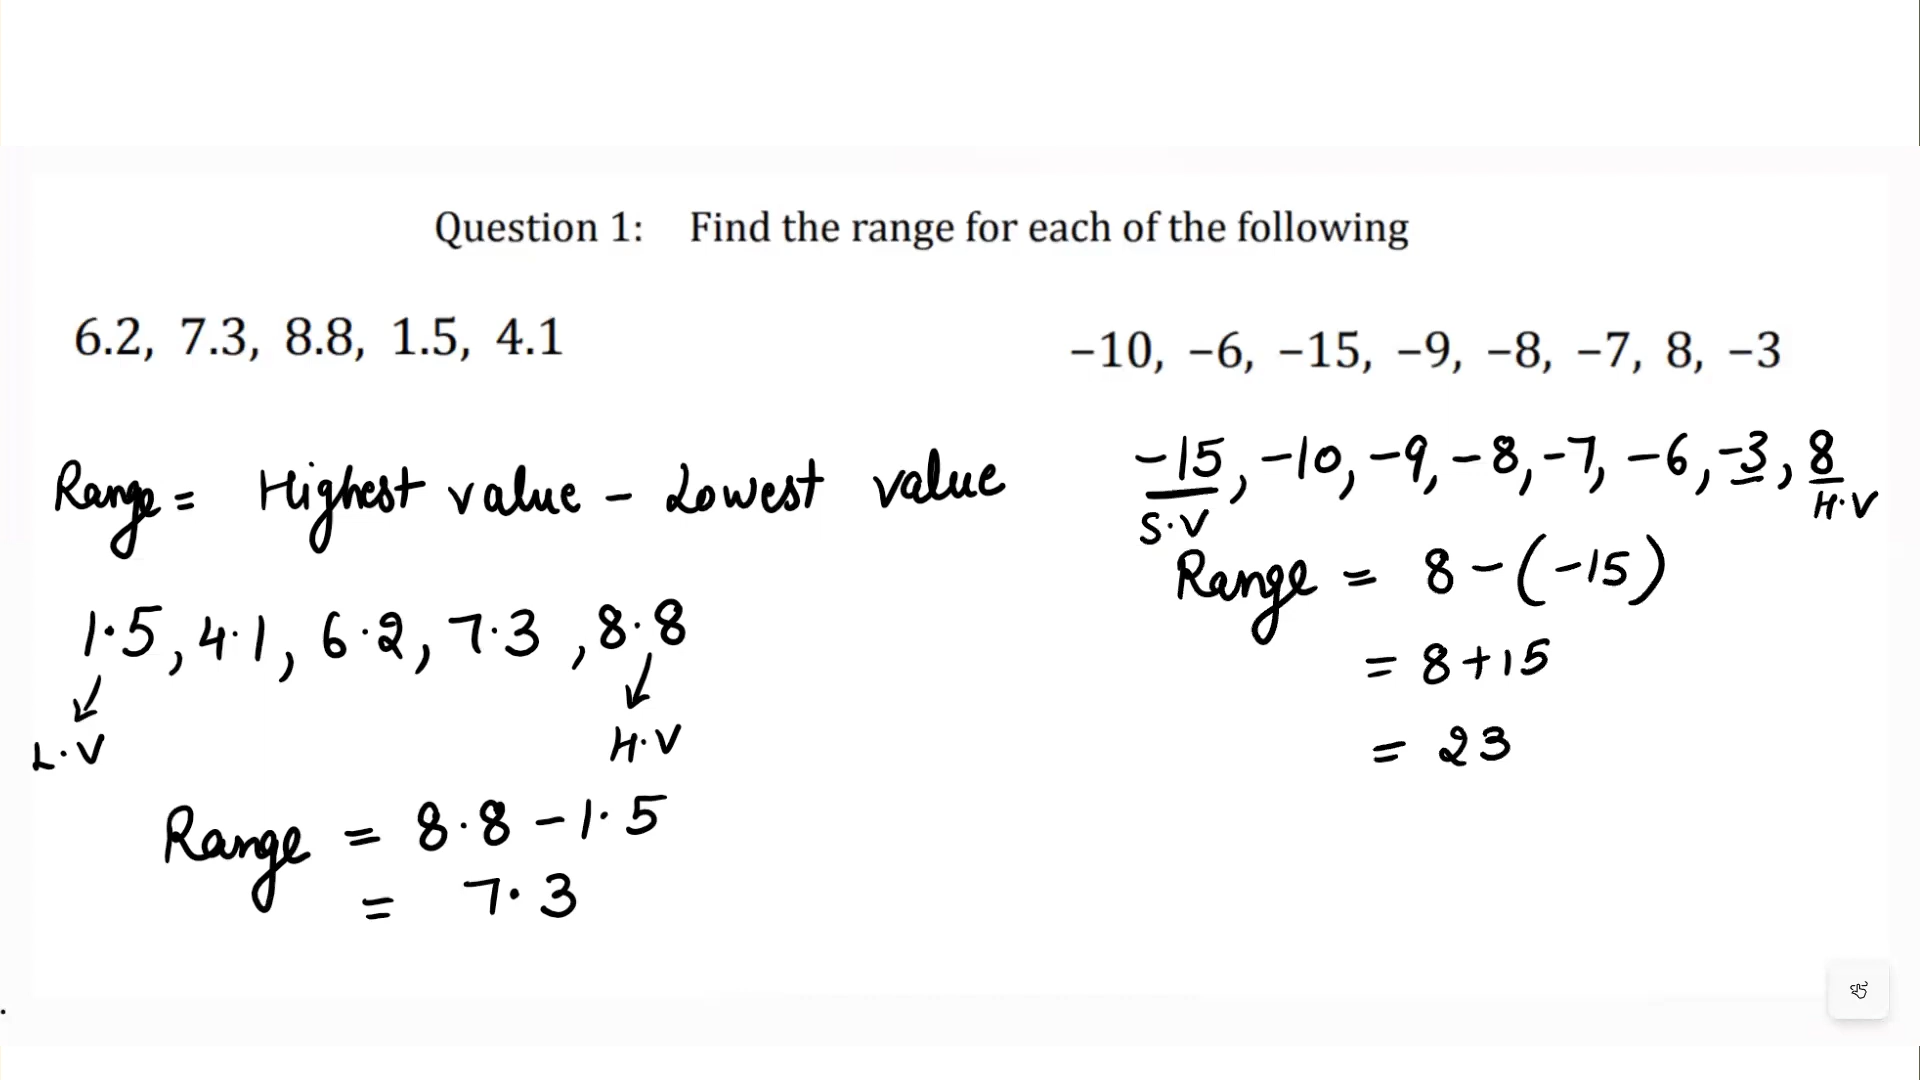 Question 1: Find the range for each of the following
6.2, 7.3, 8.8, 1.5, 4.1
Range = Highest value - Lowest value
1.5, 4.1, 6.2, 7.3, 8.8
L.V
H.V
Range = 8.8 - 1.5
= 7.3
−10, −6, −15, −9, −8, −7, 8, −3
-15, -10, -9, -8, -7, -6, -3, 8
S.V
H.V
Range = 8 - (-15)
= 8 + 15
= 23